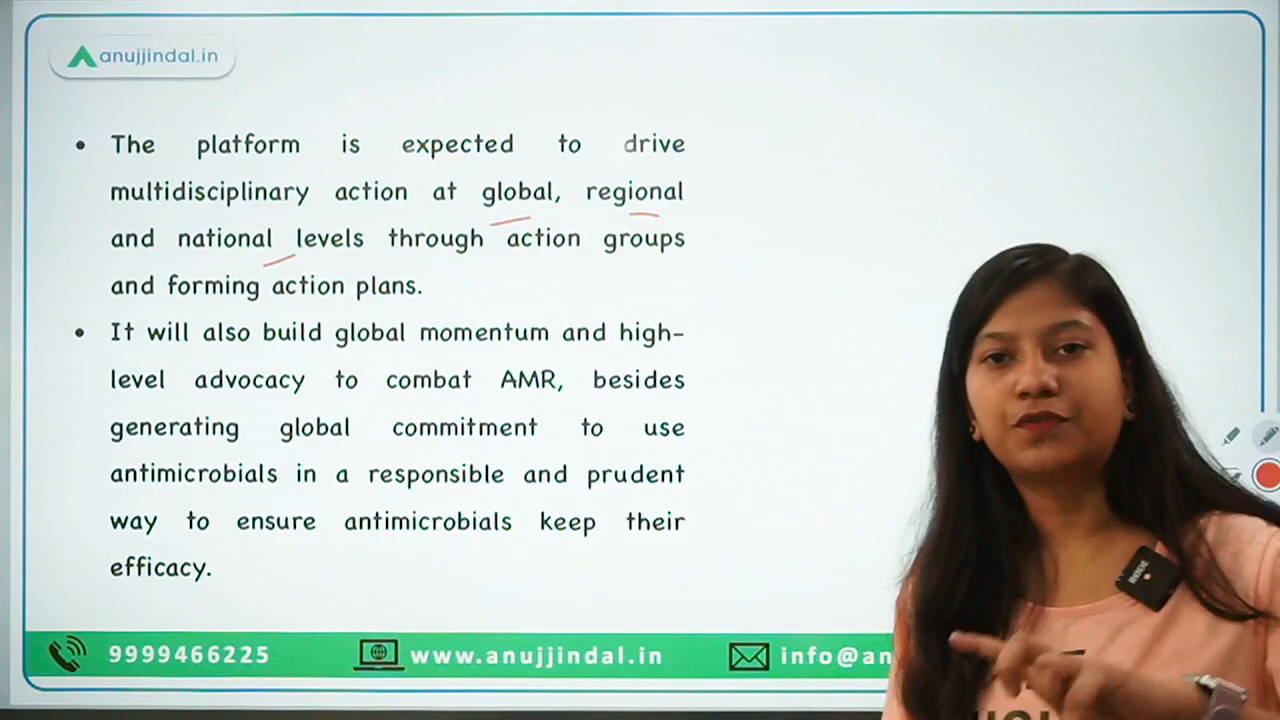 anujjindal.in
• The platform is expected to drive
multidisciplinary action at global, regional
and national levels through action groups
and forming action plans.
• It will also build global momentum and high-
level advocacy to combat AMR, besides
generating global commitment to use
antimicrobials in a responsible and prudent
way to ensure antimicrobials keep their
efficacy.
9999466225 www.anujjindal.in info@an
RODE